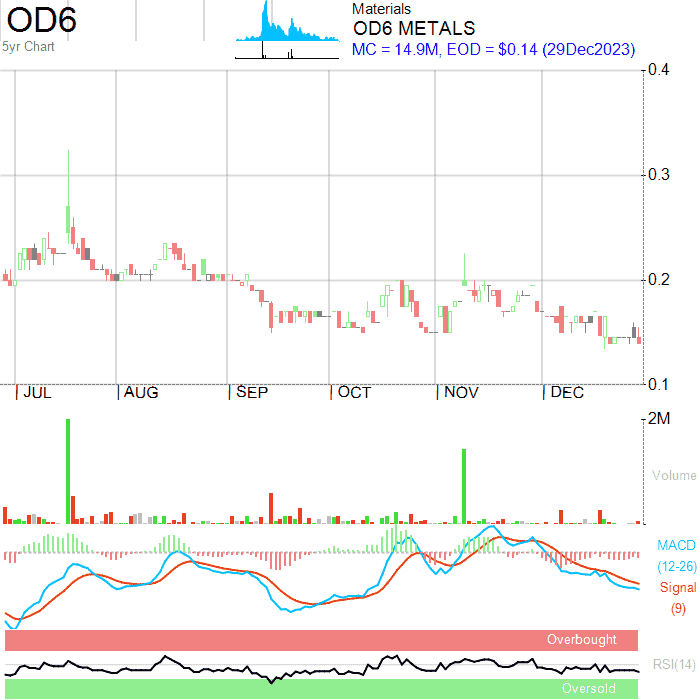 OD6
5yr Chart
Materials
OD6 METALS
MC = 14.9M, EOD = $0.14 (29Dec2023)
0.4
0.3
0.2
0.1
JUL AUG SEP OCT NOV DEC
2M
Volume
MACD
(12-26)
Signal
(9)
Overbought
RSI(14)
Oversold